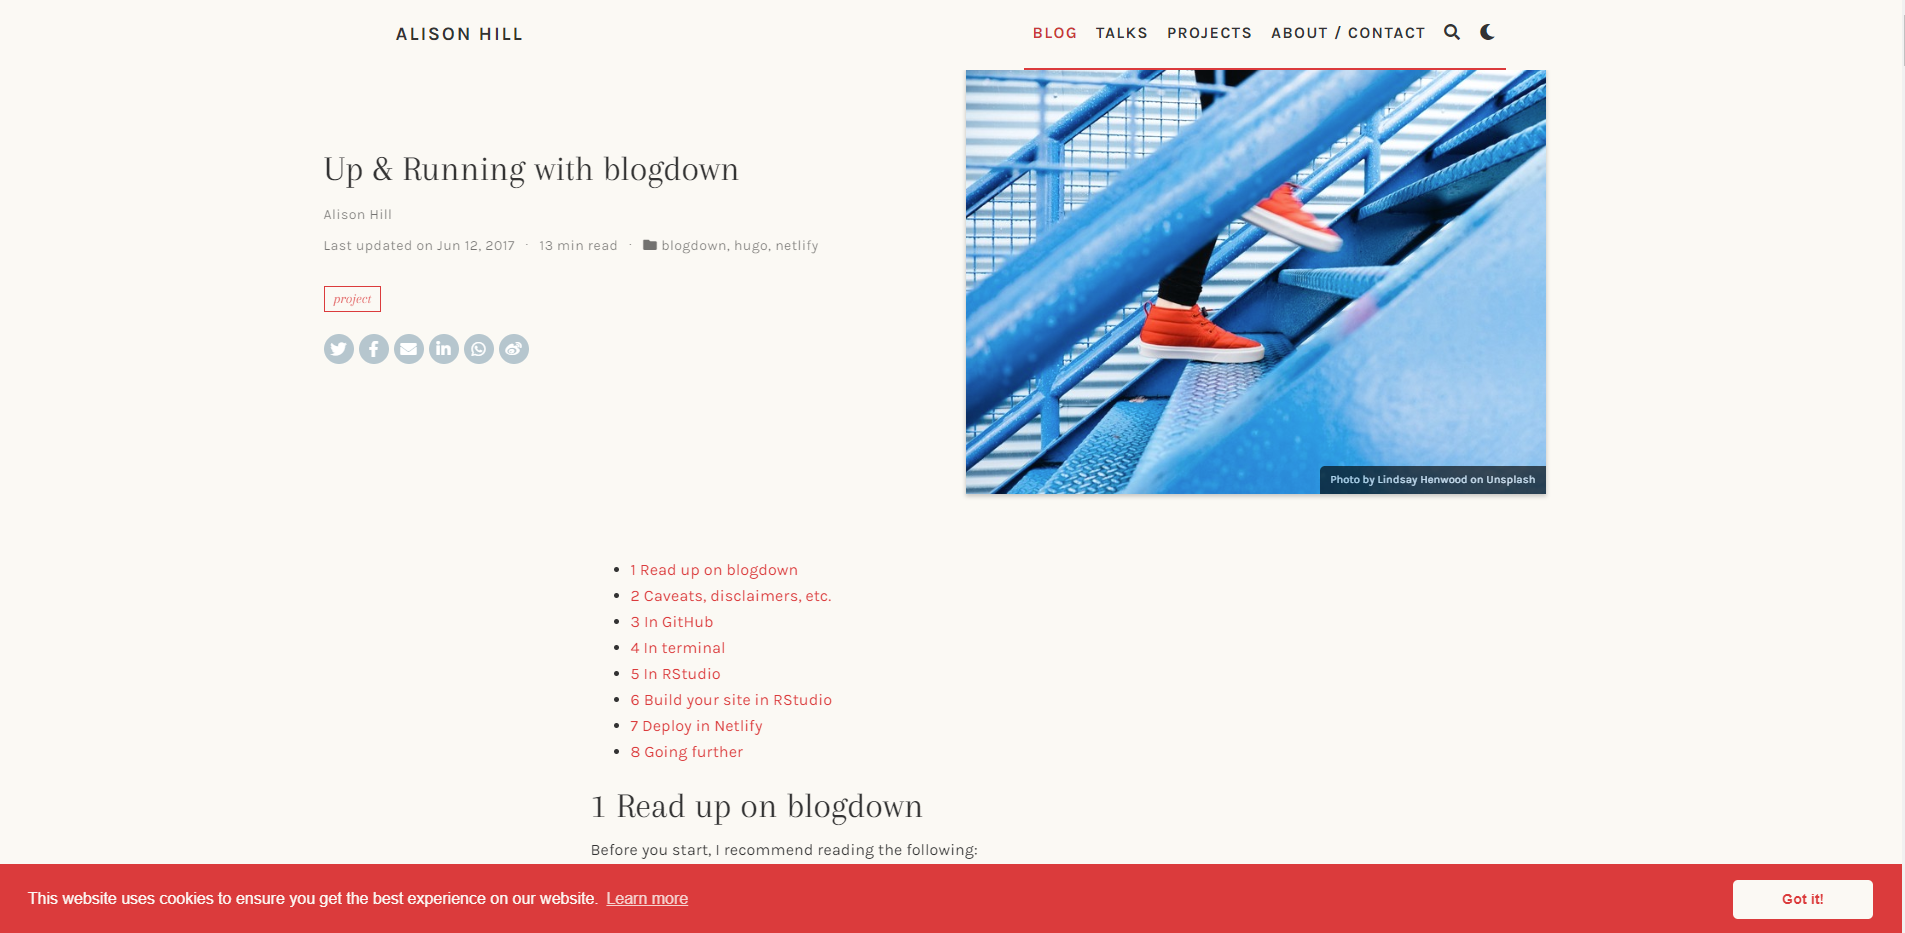 ALISON HILL
BLOG TALKS PROJECTS ABOUT / CONTACT
Up & Running with blogdown
Alison Hill
Last updated on Jun 12, 2017 · 13 min read · blogdown, hugo, netlify
project
Photo by Lindsay Henwood on Unsplash
1 Read up on blogdown
2 Caveats, disclaimers, etc.
3 In GitHub
4 In terminal
5 In RStudio
6 Build your site in RStudio
7 Deploy in Netlify
8 Going further
1 Read up on blogdown
Before you start, I recommend reading the following:
This website uses cookies to ensure you get the best experience on our website. Learn more
Got it!